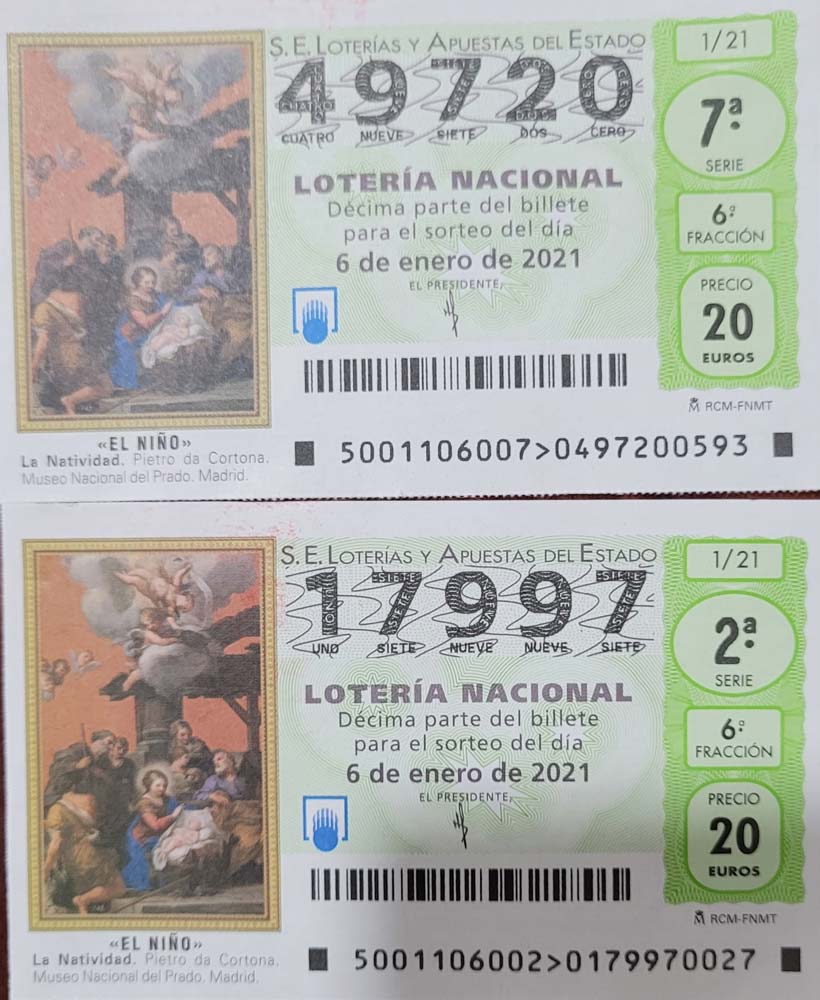 S.E. LOTERÍAS Y APUESTAS DEL ESTADO
49720
CUATRO NUEVE SIETE DOS CERO
LOTERÍA NACIONAL
Décima parte del billete
para el sorteo del día
6 de enero de 2021
EL PRESIDENTE,
1/21
7ª
SERIE
6ª
FRACCIÓN
PRECIO
20
EUROS
RCM-FNMT
«EL NIÑO»
La Natividad. Pietro da Cortona.
Museo Nacional del Prado. Madrid.
5001106007>0497200593
S.E. LOTERÍAS Y APUESTAS DEL ESTADO
17997
UNO SIETE NUEVE NUEVE SIETE
LOTERÍA NACIONAL
Décima parte del billete
para el sorteo del día
6 de enero de 2021
EL PRESIDENTE,
1/21
2ª
SERIE
6ª
FRACCIÓN
PRECIO
20
EUROS
RCM-FNMT
«EL NIÑO»
La Natividad. Pietro da Cortona.
Museo Nacional del Prado. Madrid.
5001106002>0179970027